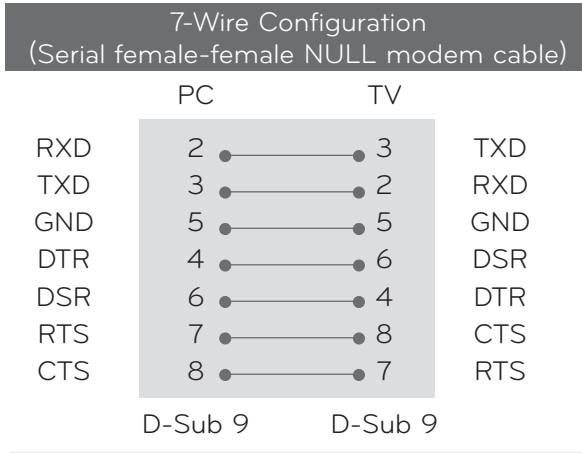 7-Wire Configuration
(Serial female-female NULL modem cable)
PC TV
RXD 2 3 TXD
TXD 3 2 RXD
GND 5 5 GND
DTR 4 6 DSR
DSR 6 4 DTR
RTS 7 8 CTS
CTS 8 7 RTS
D-Sub 9 D-Sub 9